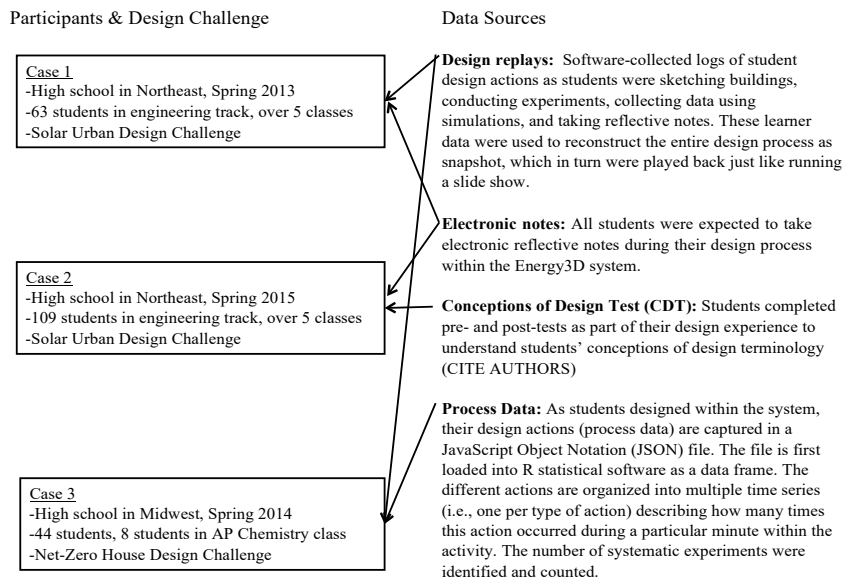 Participants & Design Challenge
Case 1
-High school in Northeast, Spring 2013
-63 students in engineering track, over 5 classes
-Solar Urban Design Challenge
Case 2
-High school in Northeast, Spring 2015
-109 students in engineering track, over 5 classes
-Solar Urban Design Challenge
Case 3
-High school in Midwest, Spring 2014
-44 students, 8 students in AP Chemistry class
-Net-Zero House Design Challenge
Data Sources
Design replays: Software-collected logs of student
design actions as students were sketching buildings,
conducting experiments, collecting data using
simulations, and taking reflective notes. These learner
data were used to reconstruct the entire design process as
snapshot, which in turn were played back just like running
a slide show.
Electronic notes: All students were expected to take
electronic reflective notes during their design process
within the Energy3D system.
Conceptions of Design Test (CDT): Students completed
pre- and post-tests as part of their design experience to
understand students’ conceptions of design terminology
(CITE AUTHORS)
Process Data: As students designed within the system,
their design actions (process data) are captured in a
JavaScript Object Notation (JSON) file. The file is first
loaded into R statistical software as a data frame. The
different actions are organized into multiple time series
(i.e., one per type of action) describing how many times
this action occurred during a particular minute within the
activity. The number of systematic experiments were
identified and counted.